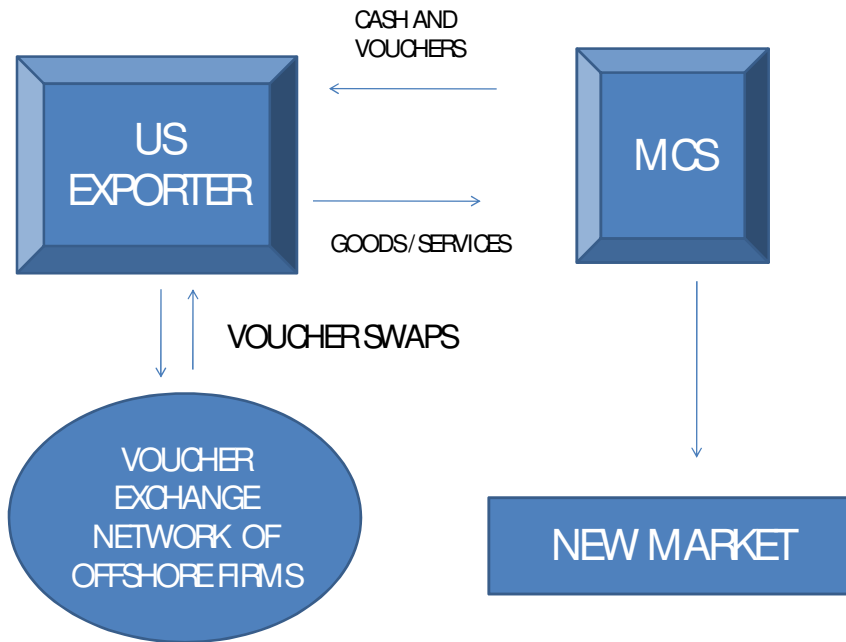 CASH AND
VOUCHERS
US
EXPORTER
MCS
GOODS/SERVICES
VOUCHER SWAPS
VOUCHER
EXCHANGE
NETWORK OF
OFFSHORE FIRMS
NEW MARKET